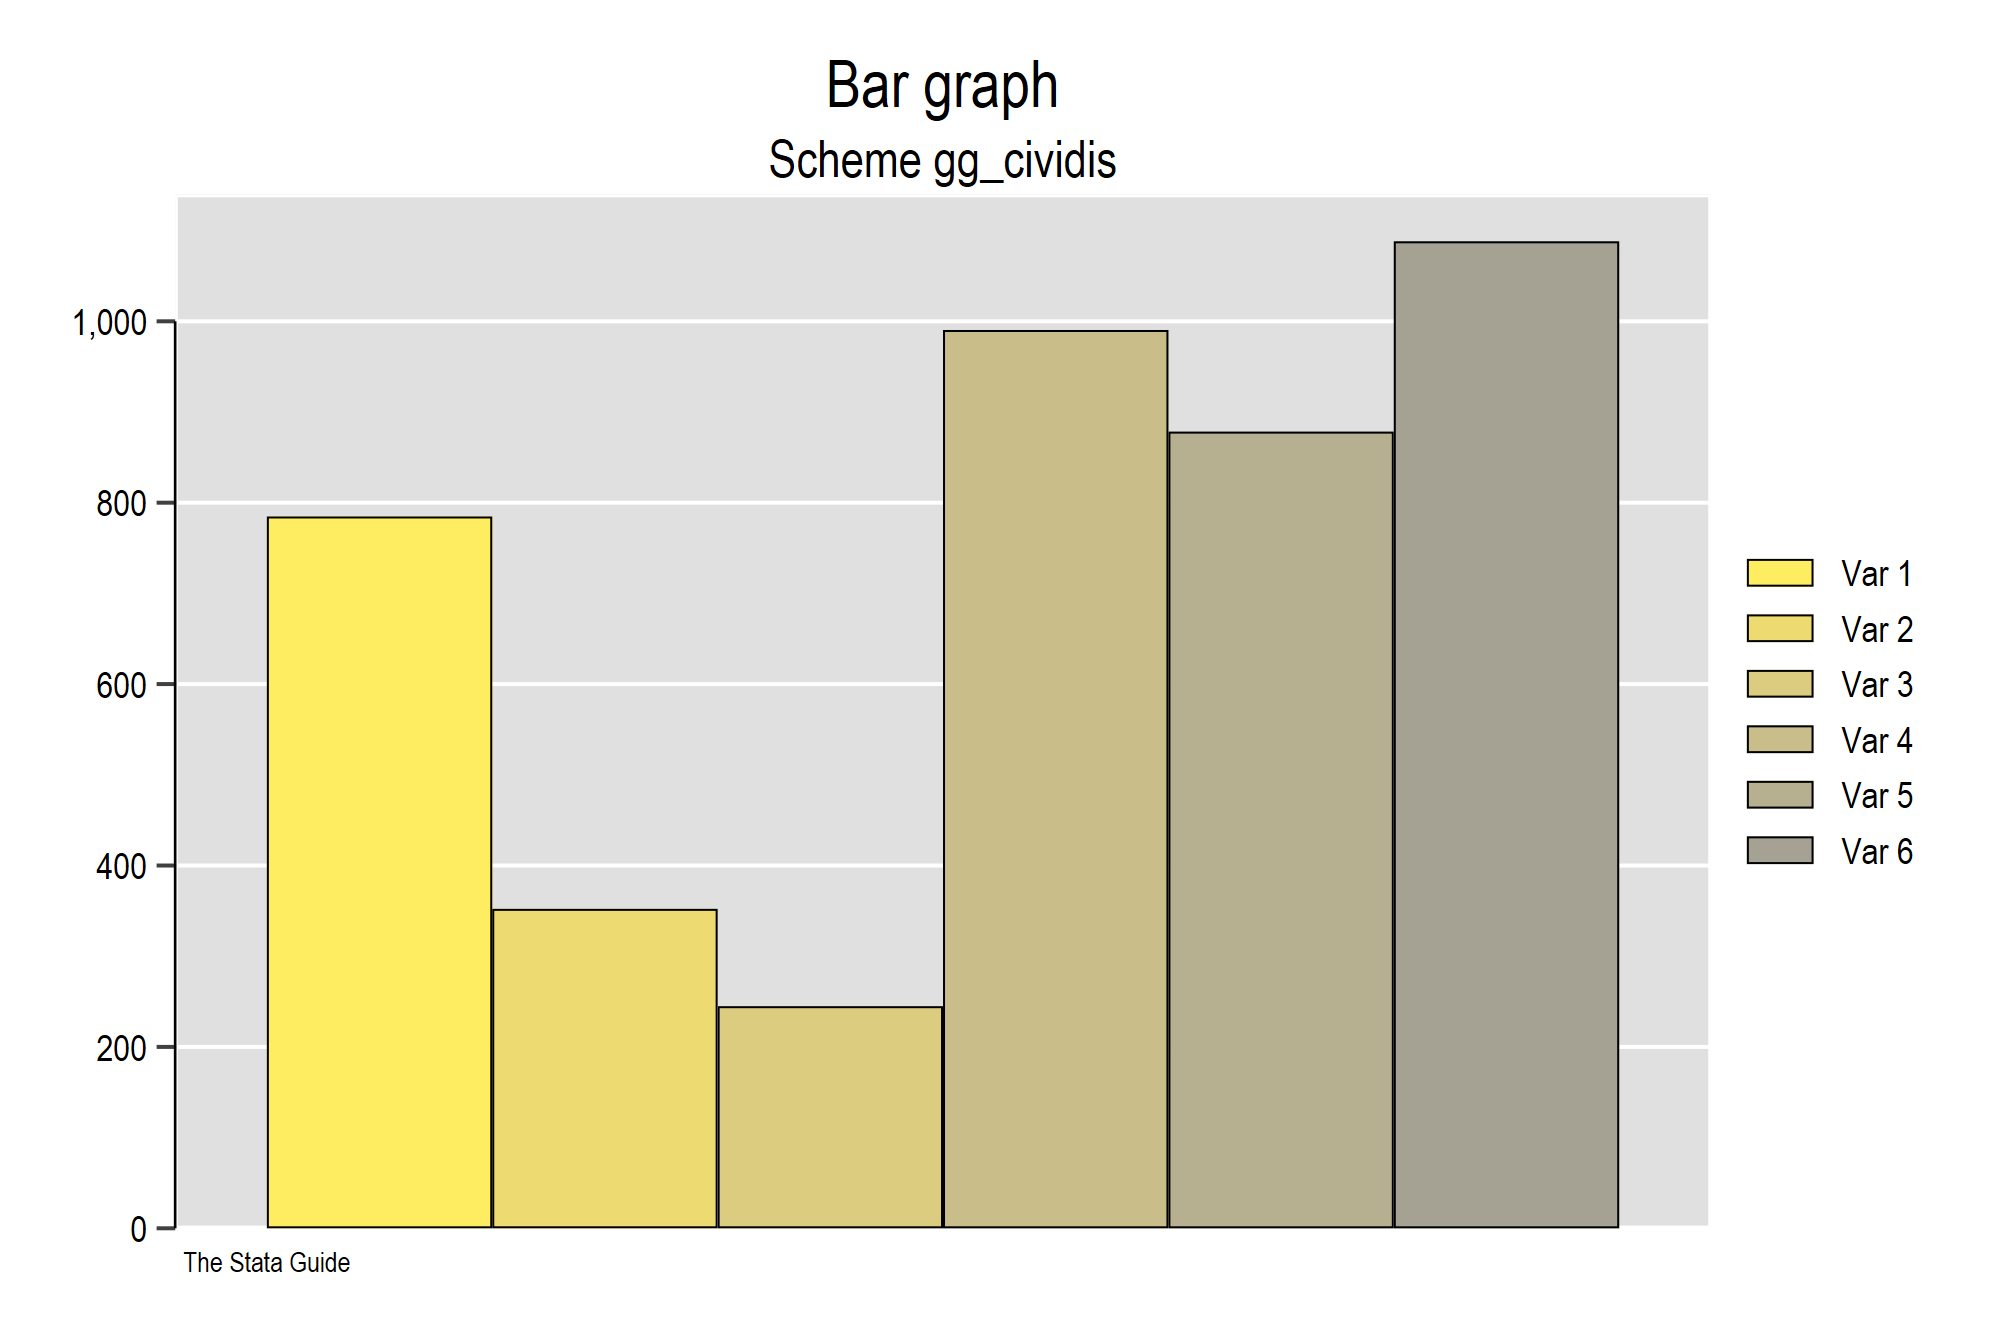 Bar graph
Scheme gg_cividis
1,000
800
600
400
200
0
Var 1
Var 2
Var 3
Var 4
Var 5
Var 6
The Stata Guide